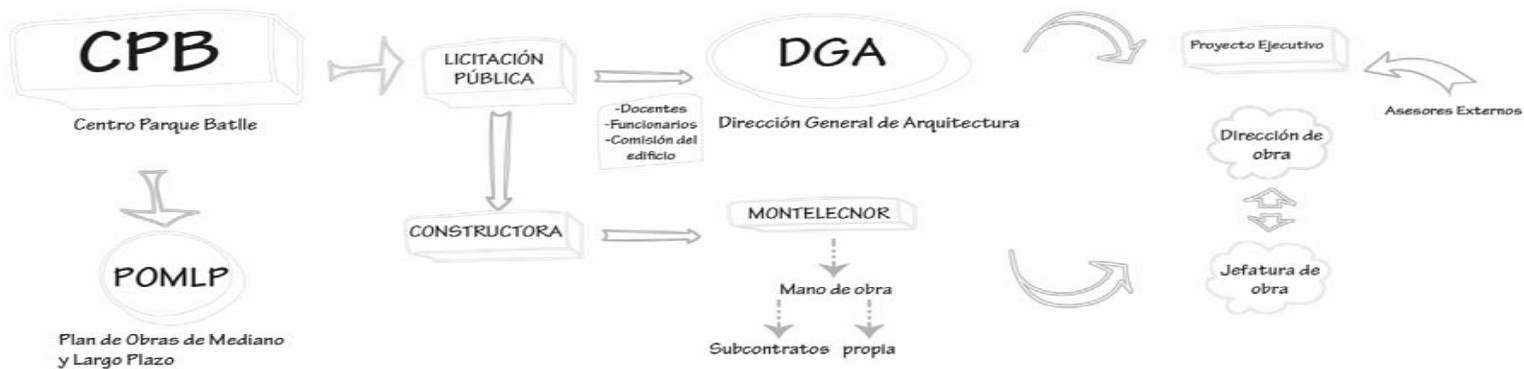 CPB
Centro Parque Batlle
LICITACIÓN
PÚBLICA
-Docentes
-Funcionarios
-Comisión del
edificio
DGA
Dirección General de Arquitectura
Proyecto Ejecutivo
Asesores Externos
Dirección de
obra
Jefatura de
obra
CONSTRUCTORA
MONTELECNOR
Mano de obra
Subcontratos
propia
POMLP
Plan de Obras de Mediano
y Largo Plazo